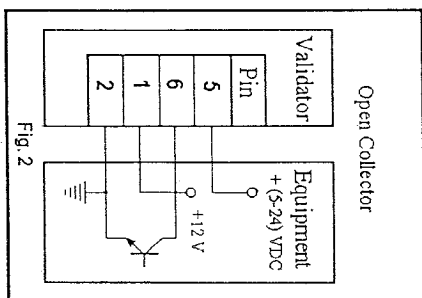 Open Collector
Validator
Equipment
Pin
+ (5-24) VDC
5
6
+12 V
1
2
Fig. 2